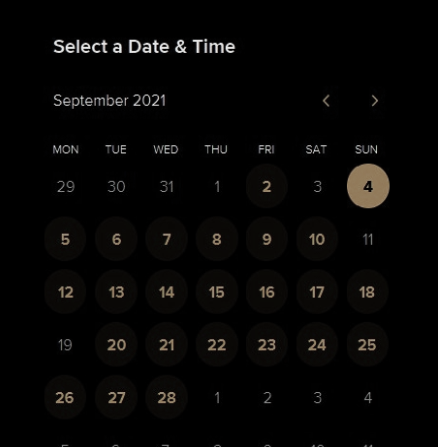 Select a Date & Time
September 2021
MON TUE WED THU FRI SAT SUN
29 30 31 1 2 3 4
5 6 7 8 9 10 11
12 13 14 15 16 17 18
19 20 21 22 23 24 25
26 27 28 1 2 3 4